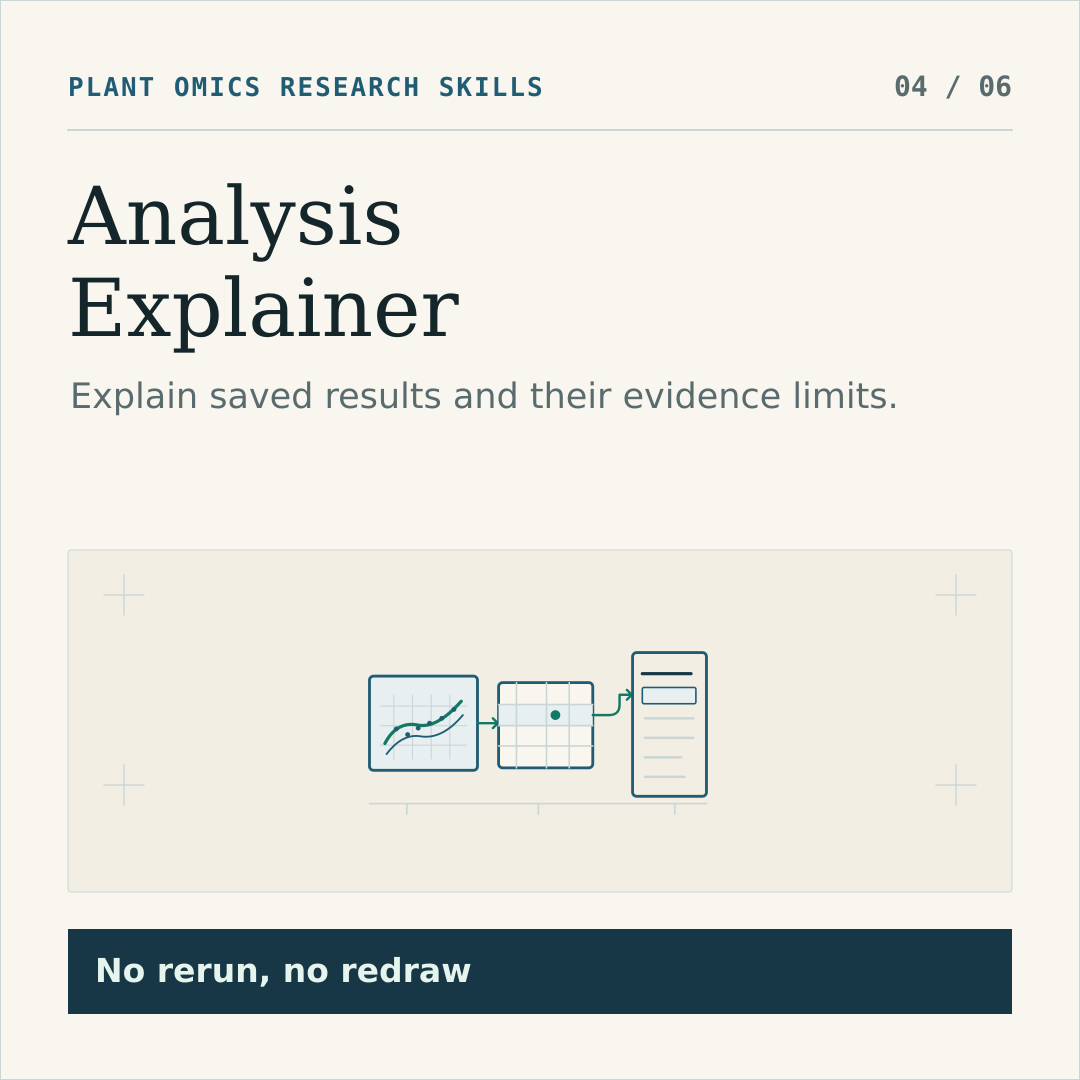 PLANT OMICS RESEARCH SKILLS
04 / 06
Analysis
Explainer
Explain saved results and their evidence limits.
No rerun, no redraw